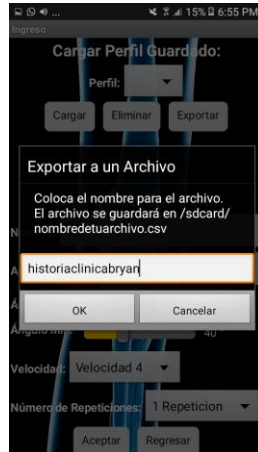 15% 6:55 PM
Ingreso
Cargar Perfil Guardado:
Perfil:
Cargar Eliminar Exportar
Exportar a un Archivo
Coloca el nombre para el archivo.
El archivo se guardará en /sdcard/
nombredetuarchivo.csv
historiaclinicabryan
OK Cancelar
Ángulo Min: 40
Velocidad: Velocidad 4
Número de Repeticiones: 1 Repeticion
Aceptar Regresar